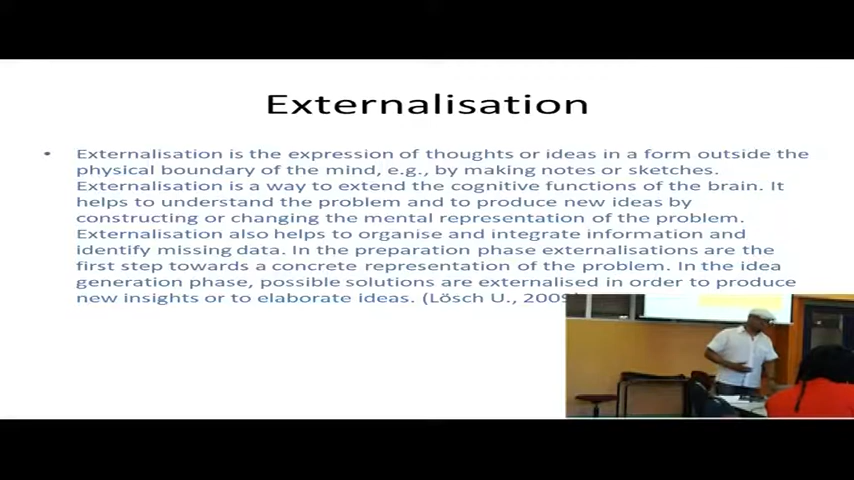 Externalisation
• Externalisation is the expression of thoughts or ideas in a form outside the
physical boundary of the mind, e.g., by making notes or sketches.
Externalisation is a way to extend the cognitive functions of the brain. It
helps to understand the problem and to produce new ideas by
constructing or changing the mental representation of the problem.
Externalisation also helps to organise and integrate information and
identify missing data. In the preparation phase externalisations are the
first step towards a concrete representation of the problem. In the idea
generation phase, possible solutions are externalised in order to produce
new insights or to elaborate ideas. (Lösch U., 2009)